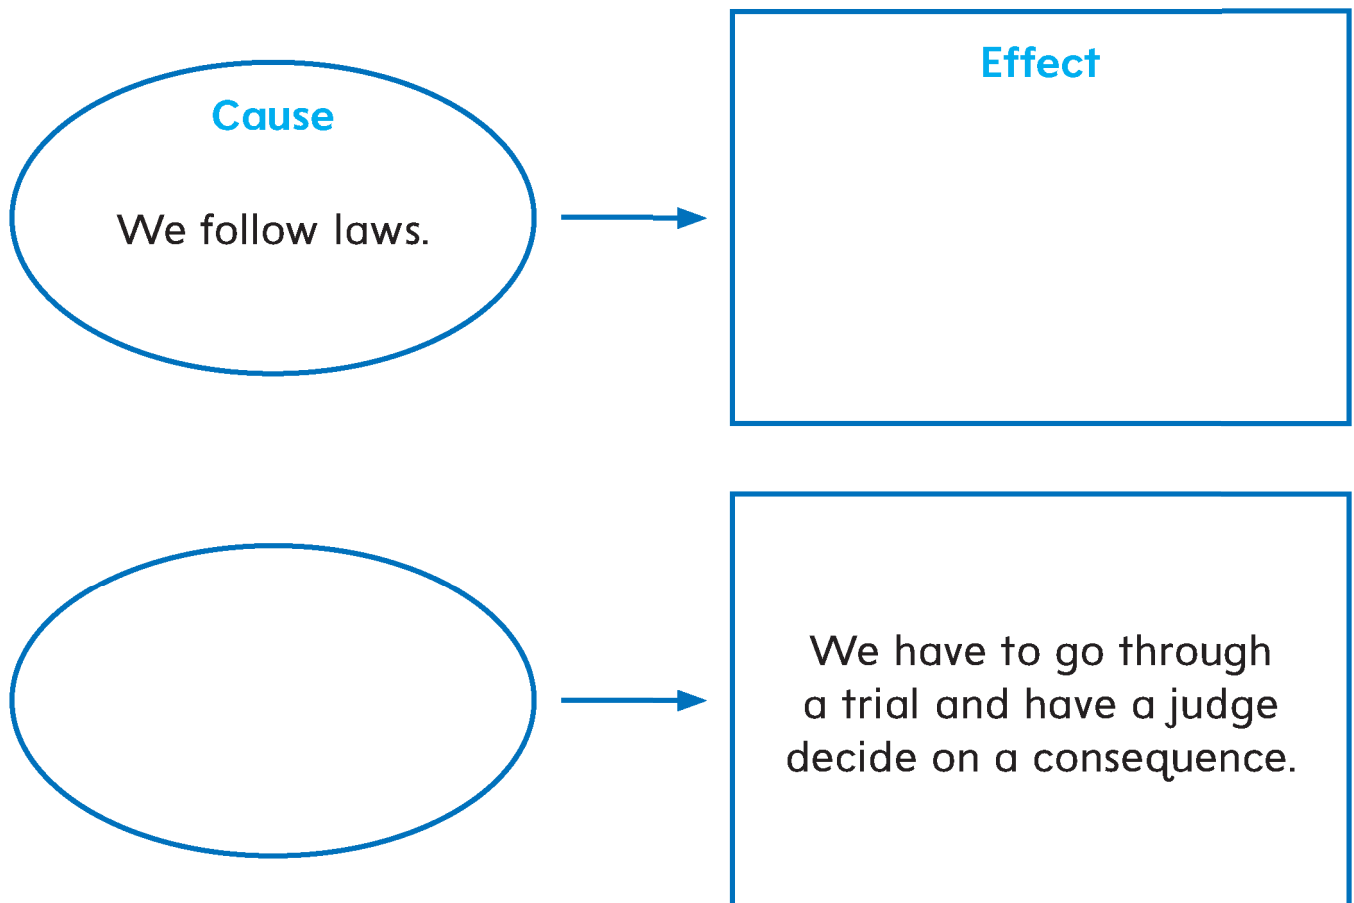 Cause
We follow laws.
Effect
We have to go through
a trial and have a judge
decide on a consequence.